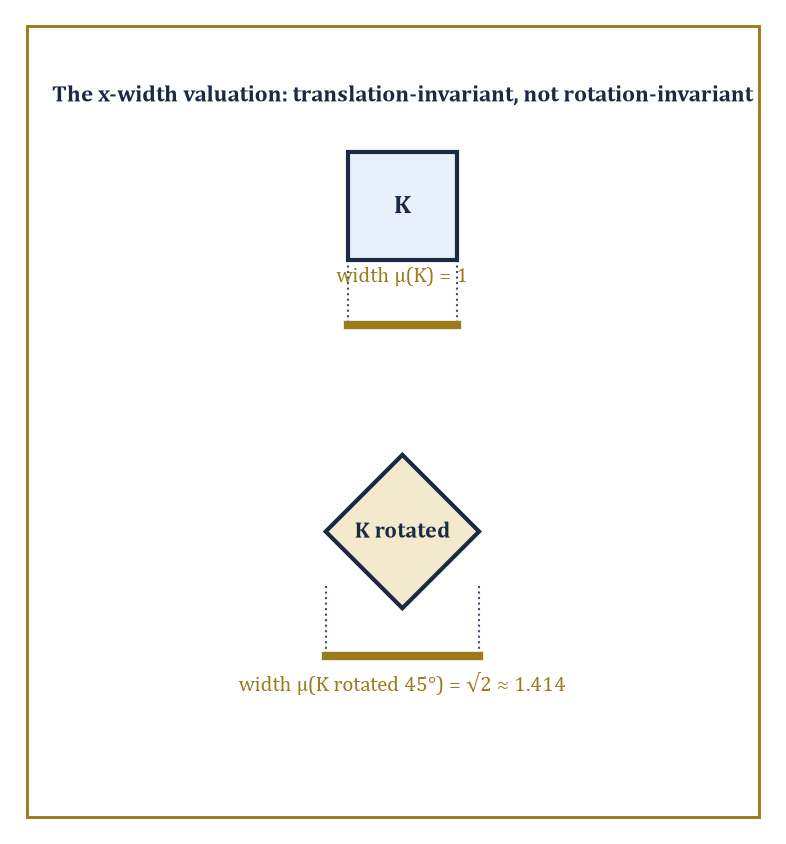 The x-width valuation: translation-invariant, not rotation-invariant
K
width μ(K) = 1
K rotated
width μ(K rotated 45°) = √2 ≈ 1.414